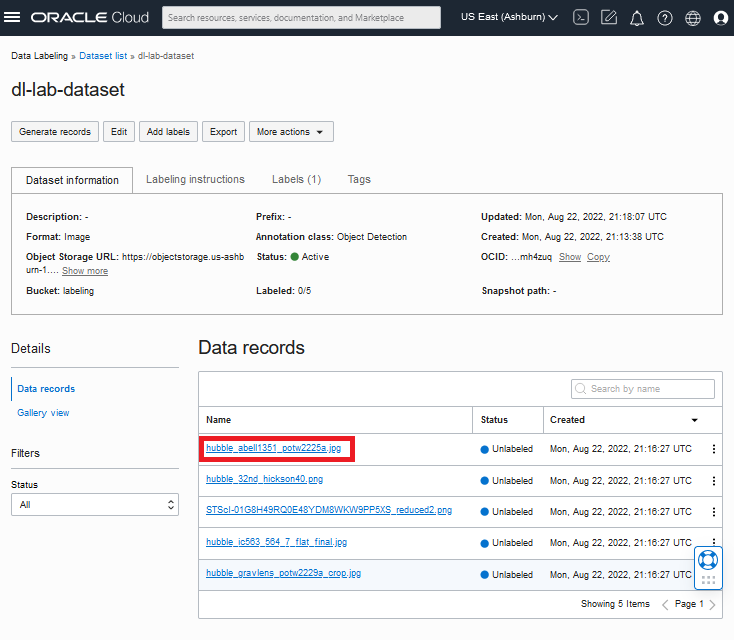 ORACLE Cloud
Search resources, services, documentation, and Marketplace
US East (Ashburn)
Data Labeling » Dataset list » dl-lab-dataset
dl-lab-dataset
Generate records
Edit
Add labels
Export
More actions
Dataset information
Labeling instructions
Labels (1)
Tags
Description: -
Prefix: -
Updated: Mon, Aug 22, 2022, 21:18:07 UTC
Format: Image
Annotation class: Object Detection
Created: Mon, Aug 22, 2022, 21:13:38 UTC
Object Storage URL: https://objectstorage.us-ashb
urn-1.... Show more
Status: Active
OCID: ...mh4zuq Show Copy
Bucket: labeling
Labeled: 0/5
Snapshot path: -
Details
Data records
Gallery view
Filters
Status
All
Data records
Search by name
Name Status Created
hubble_abell1351_potw2225a.jpg Unlabeled Mon, Aug 22, 2022, 21:16:27 UTC
hubble_32nd_hickson40.png Unlabeled Mon, Aug 22, 2022, 21:16:27 UTC
STScI-01G8H49RQ0E48YDM8WKW9PP5XS_reduced2.png Unlabeled Mon, Aug 22, 2022, 21:16:27 UTC
hubble_ic563_564_7_flat_final.jpg Unlabeled Mon, Aug 22, 2022, 21:16:27 UTC
hubble_gravlens_potw2229a_crop.jpg Unlabeled Mon, Aug 22, 2022, 21:16:27 UTC
Showing 5 Items
Page 1